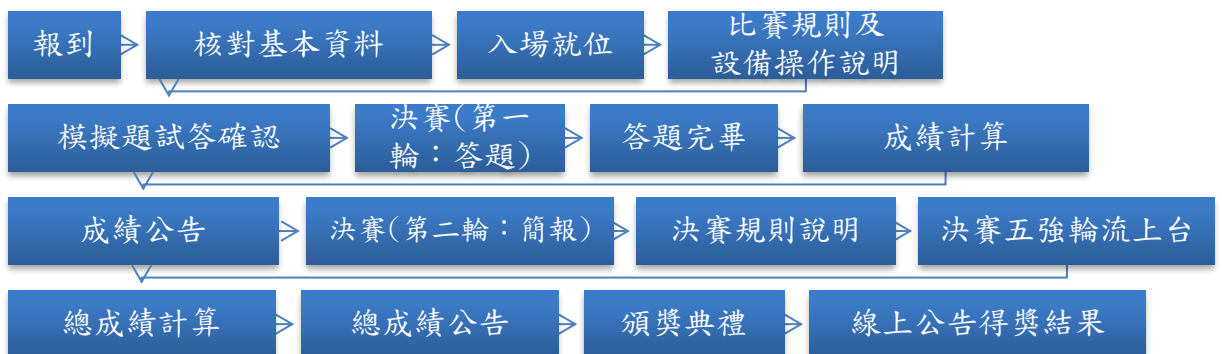 報到
核對基本資料
入場就位
比賽規則及
設備操作說明
模擬題試答確認
決賽(第一
輪：答題)
答題完畢
成績計算
成績公告
決賽(第二輪：簡報)
決賽規則說明
決賽五強輪流上台
總成績計算
總成績公告
頒獎典禮
線上公告得獎結果